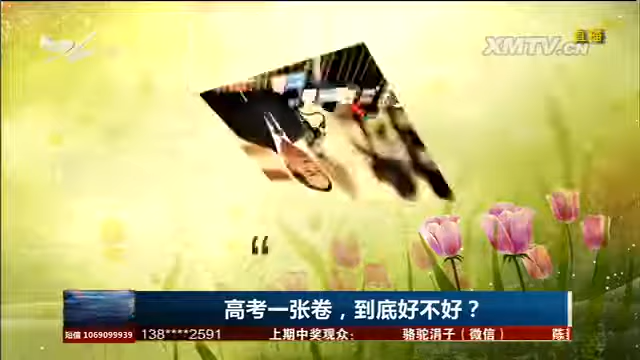 直播
XMTV.CN
“
高考一张卷，到底好不好？
短信 1069099939 138****2591 上期中奖观众： 骆驼涓子（微信） 陈